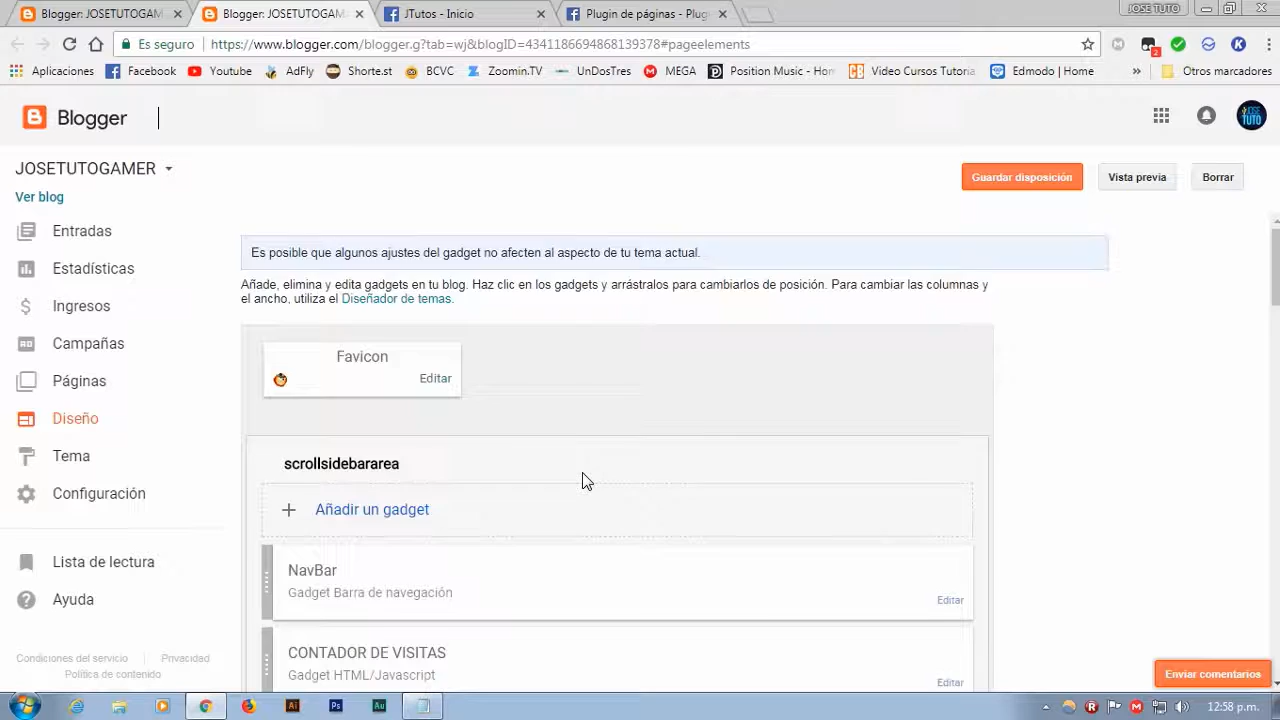 Blogger: JOSETUTOGAM
Blogger: JOSETUTOGAM
JTutos - Inicio
Plugin de páginas - Plug
JOSE TUTO
Es seguro
https://www.blogger.com/blogger.g?tab=wj&blogID=4341186694868139378#pageelements
2
Aplicaciones
Facebook
Youtube
AdFly
Shorte.st
BCVC
Zoomin.TV
UnDosTres
MEGA
Position Music - Hom
Video Cursos Tutoria
Edmodo | Home
»
Otros marcadores
Blogger
JOSE TUTO
JOSETUTOGAMER
Guardar disposición
Vista previa
Borrar
Ver blog
Entradas
Estadísticas
Ingresos
Campañas
Páginas
Diseño
Tema
Configuración
Lista de lectura
Ayuda
Condiciones del servicio
Privacidad
Política de contenido
Es posible que algunos ajustes del gadget no afecten al aspecto de tu tema actual.
Añade, elimina y edita gadgets en tu blog. Haz clic en los gadgets y arrástralos para cambiarlos de posición. Para cambiar las columnas y
el ancho, utiliza el Diseñador de temas.
Favicon
Editar
scrollsidebararea
Añadir un gadget
NavBar
Gadget Barra de navegación
Editar
CONTADOR DE VISITAS
Gadget HTML/Javascript
Editar
Enviar comentarios
Ai
Ps
Au
12:58 p.m.